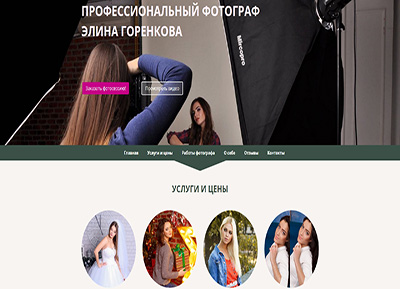 ПРОФЕССИОНАЛЬНЫЙ ФОТОГРАФ
ЭЛИНА ГОРЕНКОВА
Заказать фотосессию! Посмотреть видео
Mircopro
Главная Услуги и цены Работы фотографа О себе Отзывы Контакты
УСЛУГИ И ЦЕНЫ